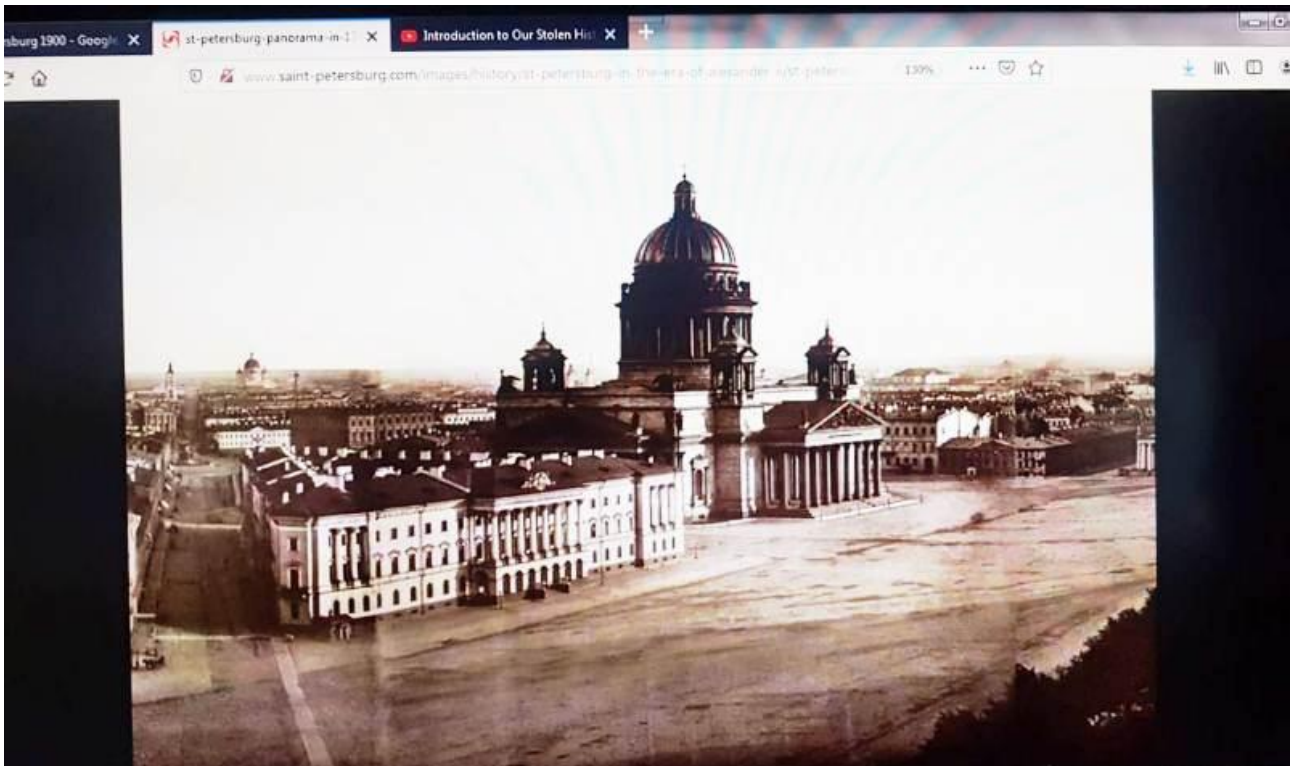 sburg 1900 - Googl st-petersburg-panorama-in-1 Introduction to Our Stolen His
www.saint-petersburg.com/images/history/st-petersburg-in-the-era-of-alexander- 130%